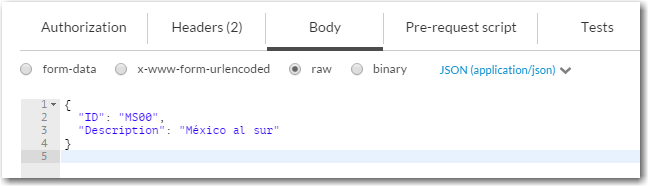 Authorization Headers (2) Body Pre-request script Tests
form-data x-www-form-urlencoded raw binary JSON (application/json)
1 {
2 "ID": "MS00",
3 "Description": "México al sur"
4 }
5